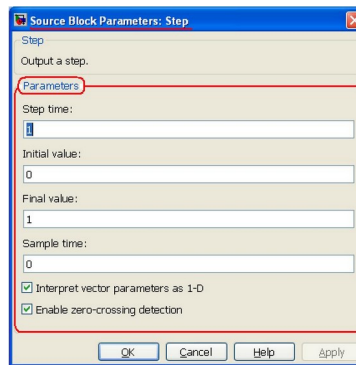 Source Block Parameters: Step
Step
Output a step.
Parameters
Step time:
1
Initial value:
0
Final value:
1
Sample time:
0
Interpret vector parameters as 1-D
Enable zero-crossing detection
OK Cancel Help Apply